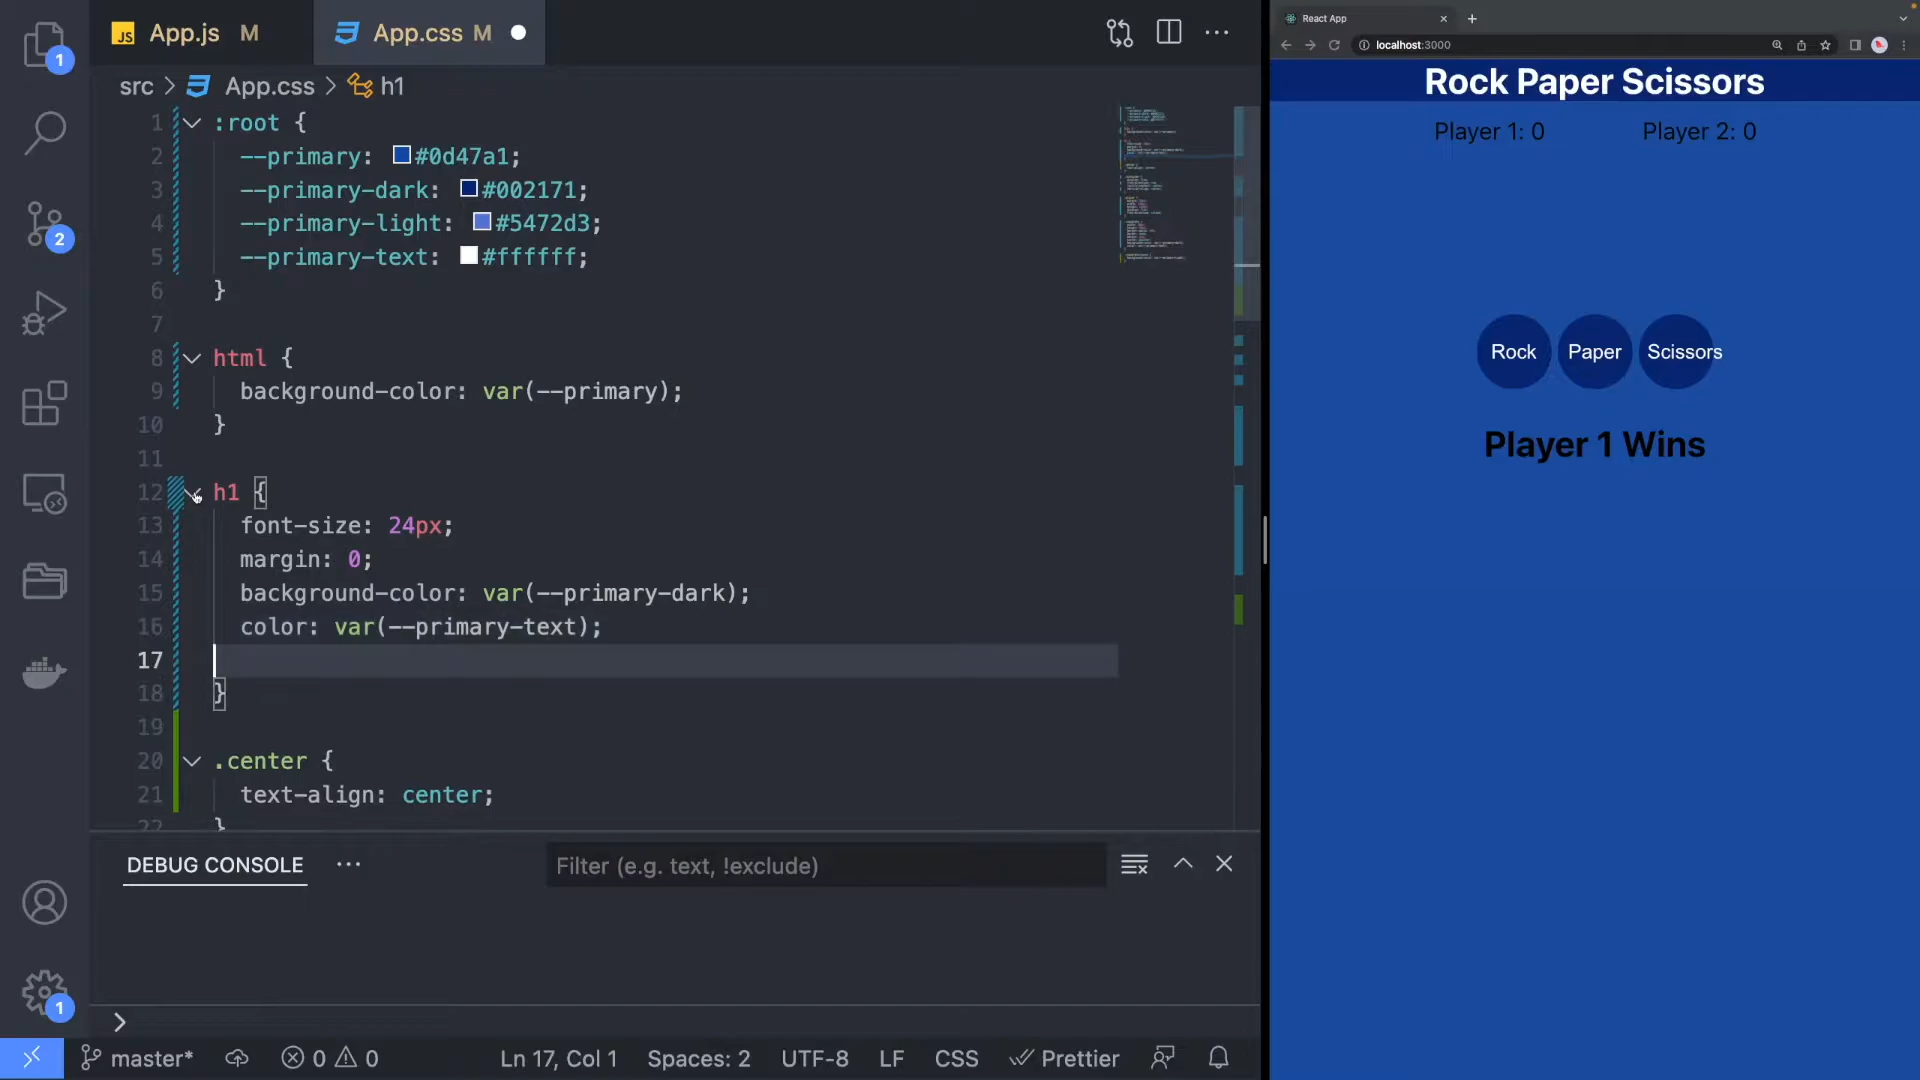 JS App.js M
App.css M
src > App.css > h1
1 :root {
2 --primary: #0d47a1;
3 --primary-dark: #002171;
4 --primary-light: #5472d3;
5 --primary-text: #ffffff;
6 }
7
8 html {
9 background-color: var(--primary);
10 }
11
12 h1 {
13 font-size: 24px;
14 margin: 0;
15 background-color: var(--primary-dark);
16 color: var(--primary-text);
17
18 }
19
20 .center {
21 text-align: center;
22 }
1
2
1
DEBUG CONSOLE
Filter (e.g. text, !exclude)
master*
0
0
Ln 17, Col 1
Spaces: 2
UTF-8
LF
CSS
Prettier
React App
localhost:3000
Rock Paper Scissors
Player 1: 0
Player 2: 0
Rock
Paper
Scissors
Player 1 Wins